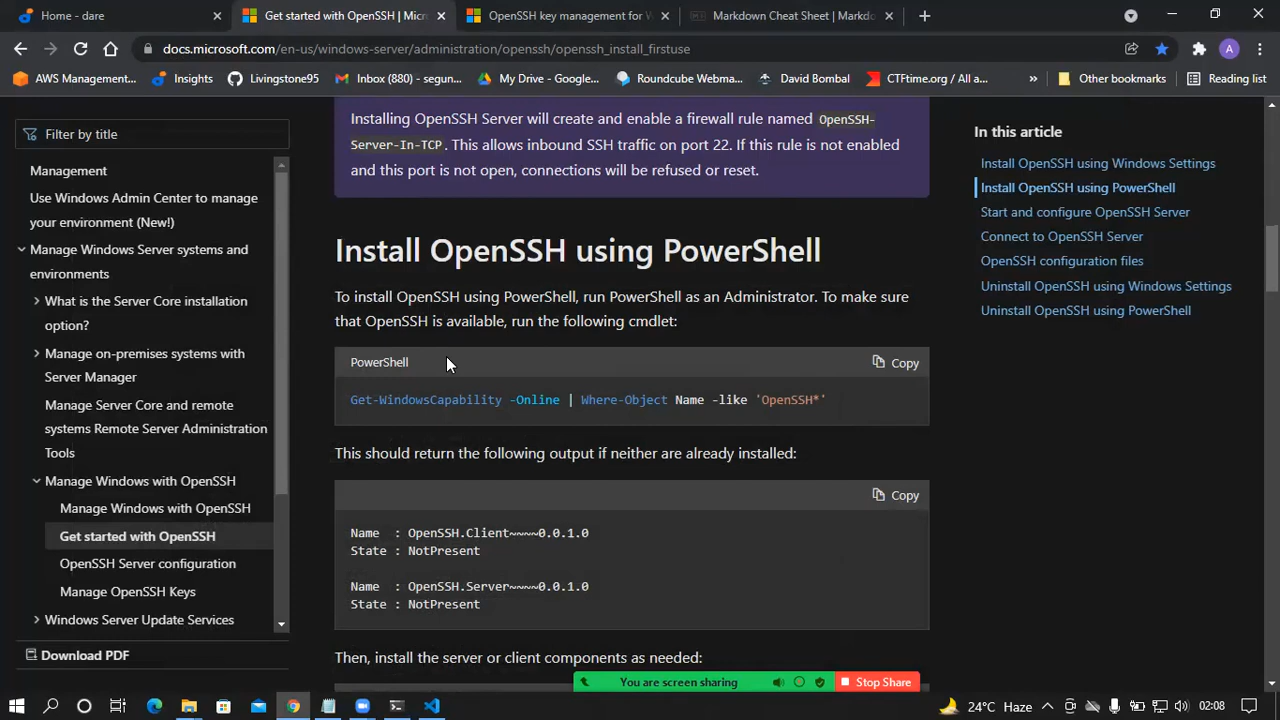 Home - dare
Get started with OpenSSH | Micr
OpenSSH key management for W
Markdown Cheat Sheet | Markdo
docs.microsoft.com/en-us/windows-server/administration/openssh/openssh_install_firstuse
A
AWS Management...
Insights
Livingstone95
Inbox (880) - segun...
My Drive - Google...
Roundcube Webma...
David Bombal
CTFtime.org / All a...
»
Other bookmarks
Reading list
Filter by title
Management
Use Windows Admin Center to manage
your environment (New!)
Manage Windows Server systems and
environments
What is the Server Core installation
option?
Manage on-premises systems with
Server Manager
Manage Server Core and remote
systems Remote Server Administration
Tools
Manage Windows with OpenSSH
Manage Windows with OpenSSH
Get started with OpenSSH
OpenSSH Server configuration
Manage OpenSSH Keys
Windows Server Update Services
Download PDF
Installing OpenSSH Server will create and enable a firewall rule named OpenSSH-
Server-In-TCP. This allows inbound SSH traffic on port 22. If this rule is not enabled
and this port is not open, connections will be refused or reset.
Install OpenSSH using PowerShell
To install OpenSSH using PowerShell, run PowerShell as an Administrator. To make sure
that OpenSSH is available, run the following cmdlet:
PowerShell
Copy
Get-WindowsCapability -Online | Where-Object Name -like 'OpenSSH*'
This should return the following output if neither are already installed:
Copy
Name : OpenSSH.Client~~~~0.0.1.0
State : NotPresent
Name : OpenSSH.Server~~~~0.0.1.0
State : NotPresent
Then, install the server or client components as needed:
In this article
Install OpenSSH using Windows Settings
Install OpenSSH using PowerShell
Start and configure OpenSSH Server
Connect to OpenSSH Server
OpenSSH configuration files
Uninstall OpenSSH using Windows Settings
Uninstall OpenSSH using PowerShell
You are screen sharing
Stop Share
24°C Haze
02:08